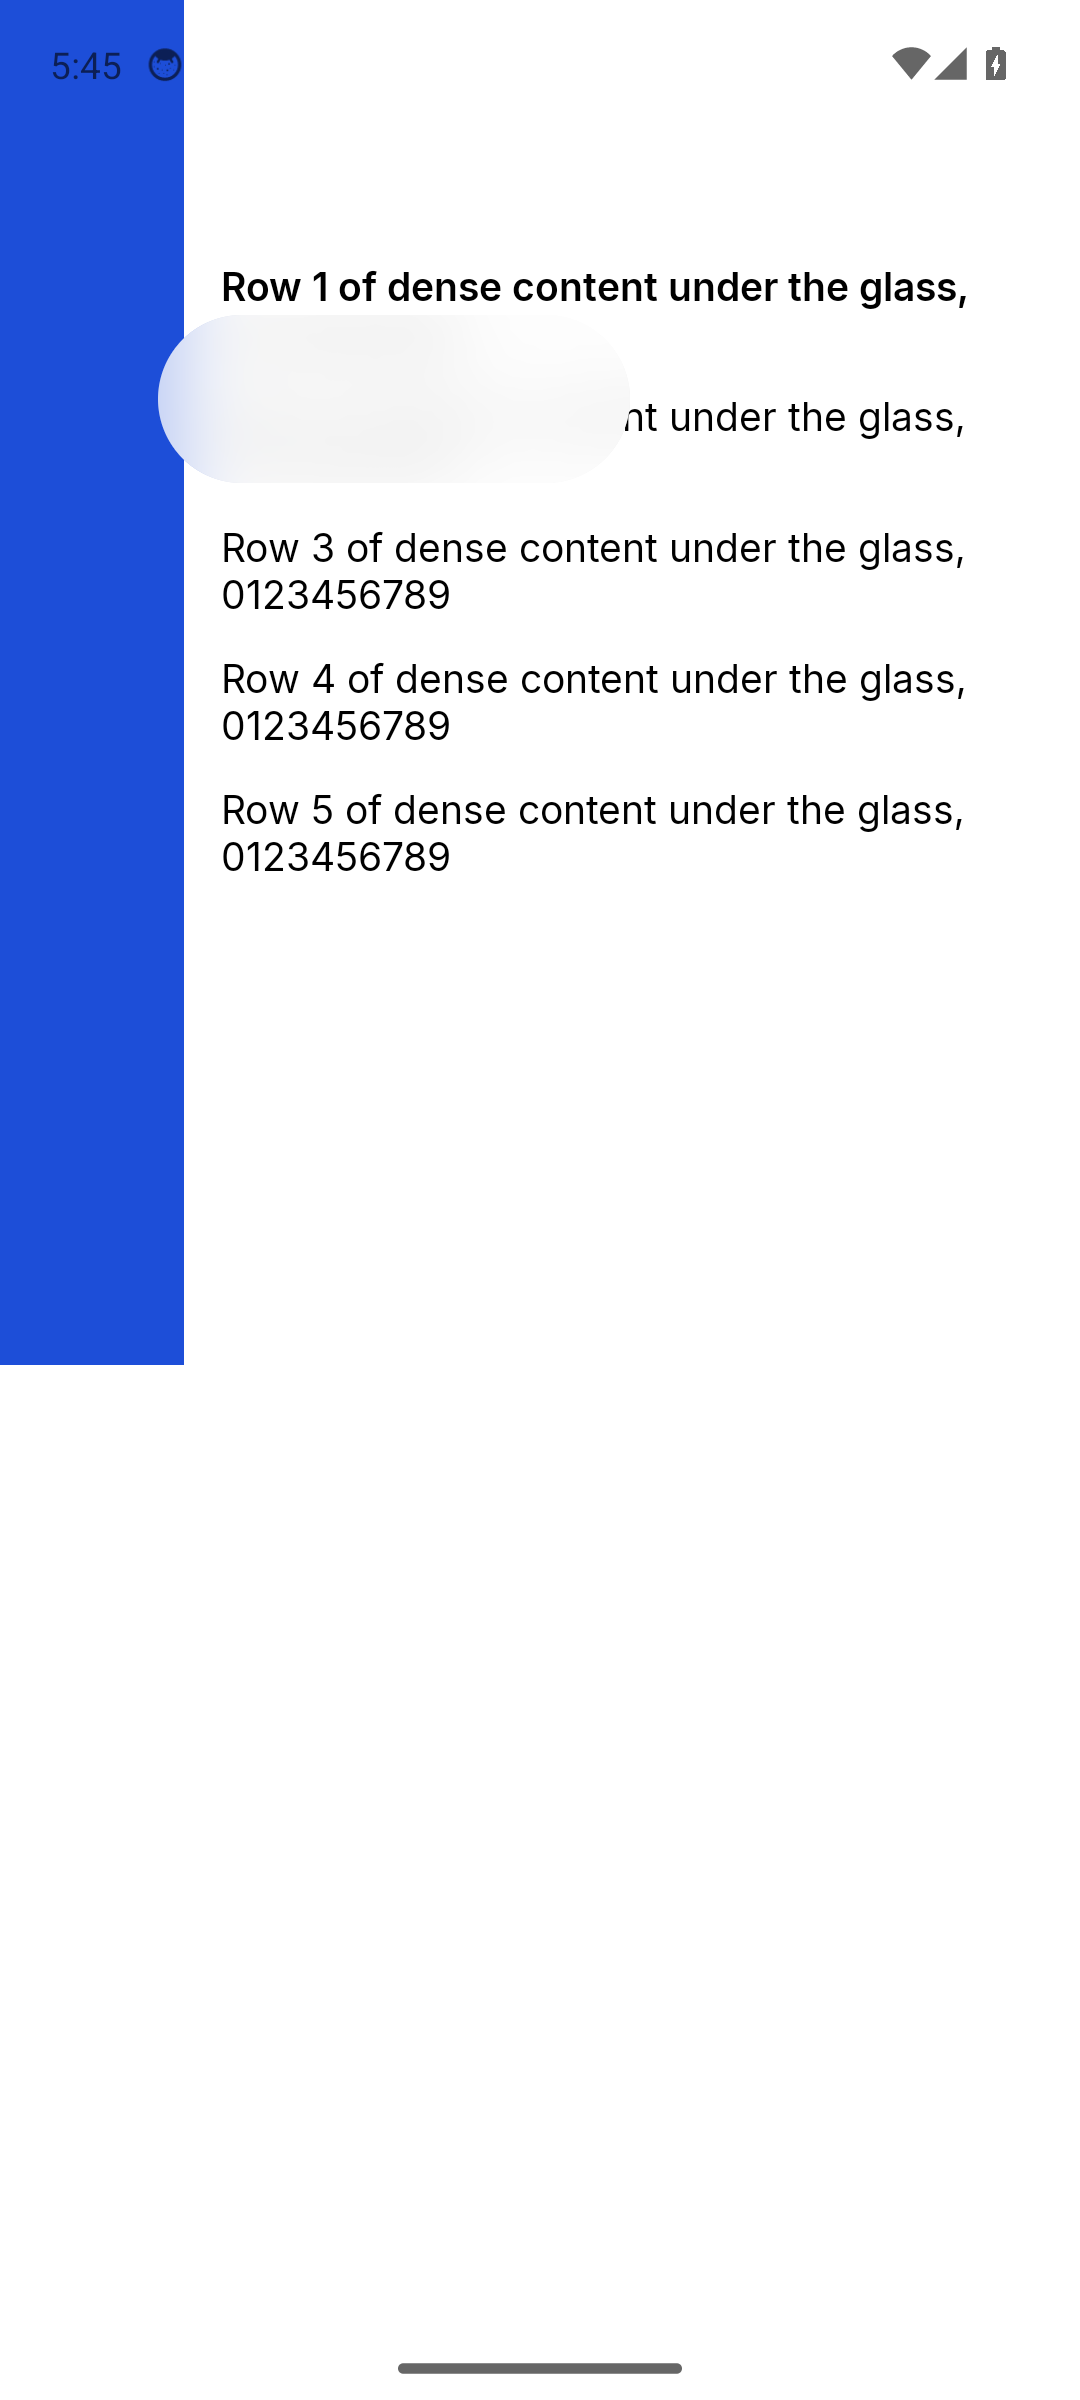 5:45
Row 1 of dense content under the glass,
under the glass,
Row 3 of dense content under the glass,
0123456789
Row 4 of dense content under the glass,
0123456789
Row 5 of dense content under the glass,
0123456789